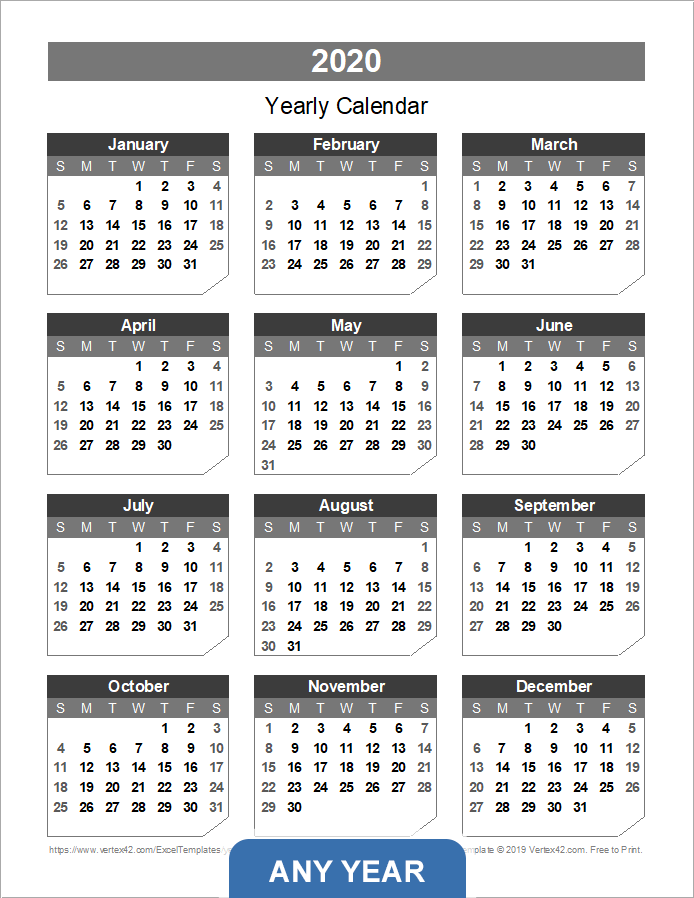 2020
Yearly Calendar
January
S M T W T F S
1 2 3 4
5 6 7 8 9 10 11
12 13 14 15 16 17 18
19 20 21 22 23 24 25
26 27 28 29 30 31
February
S M T W T F S
1
2 3 4 5 6 7 8
9 10 11 12 13 14 15
16 17 18 19 20 21 22
23 24 25 26 27 28 29
March
S M T W T F S
1 2 3 4 5 6 7
8 9 10 11 12 13 14
15 16 17 18 19 20 21
22 23 24 25 26 27 28
29 30 31
April
S M T W T F S
1 2 3 4
5 6 7 8 9 10 11
12 13 14 15 16 17 18
19 20 21 22 23 24 25
26 27 28 29 30
May
S M T W T F S
1 2
3 4 5 6 7 8 9
10 11 12 13 14 15 16
17 18 19 20 21 22 23
24 25 26 27 28 29 30
31
June
S M T W T F S
1 2 3 4 5 6
7 8 9 10 11 12 13
14 15 16 17 18 19 20
21 22 23 24 25 26 27
28 29 30
July
S M T W T F S
1 2 3 4
5 6 7 8 9 10 11
12 13 14 15 16 17 18
19 20 21 22 23 24 25
26 27 28 29 30 31
August
S M T W T F S
1
2 3 4 5 6 7 8
9 10 11 12 13 14 15
16 17 18 19 20 21 22
23 24 25 26 27 28 29
30 31
September
S M T W T F S
1 2 3 4 5
6 7 8 9 10 11 12
13 14 15 16 17 18 19
20 21 22 23 24 25 26
27 28 29 30
October
S M T W T F S
1 2 3
4 5 6 7 8 9 10
11 12 13 14 15 16 17
18 19 20 21 22 23 24
25 26 27 28 29 30 31
November
S M T W T F S
1 2 3 4 5 6 7
8 9 10 11 12 13 14
15 16 17 18 19 20 21
22 23 24 25 26 27 28
29 30
December
S M T W T F S
1 2 3 4 5
6 7 8 9 10 11 12
13 14 15 16 17 18 19
20 21 22 23 24 25 26
27 28 29 30 31
https://www.vertex42.com/ExcelTemplates/ © 2019 Vertex42.com. Free to Print.
ANY YEAR